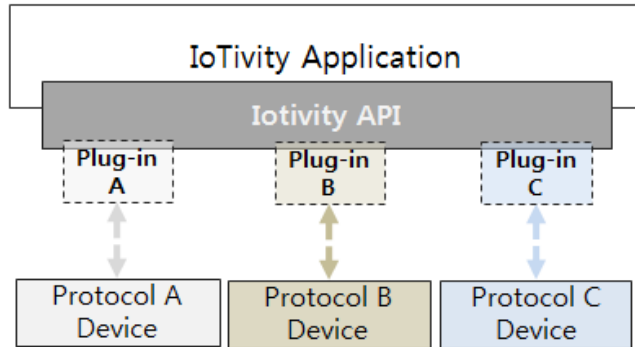 IoTivity Application
Iotivity API
Plug-in
A
Plug-in
B
Plug-in
C
Protocol A
Device
Protocol B
Device
Protocol C
Device